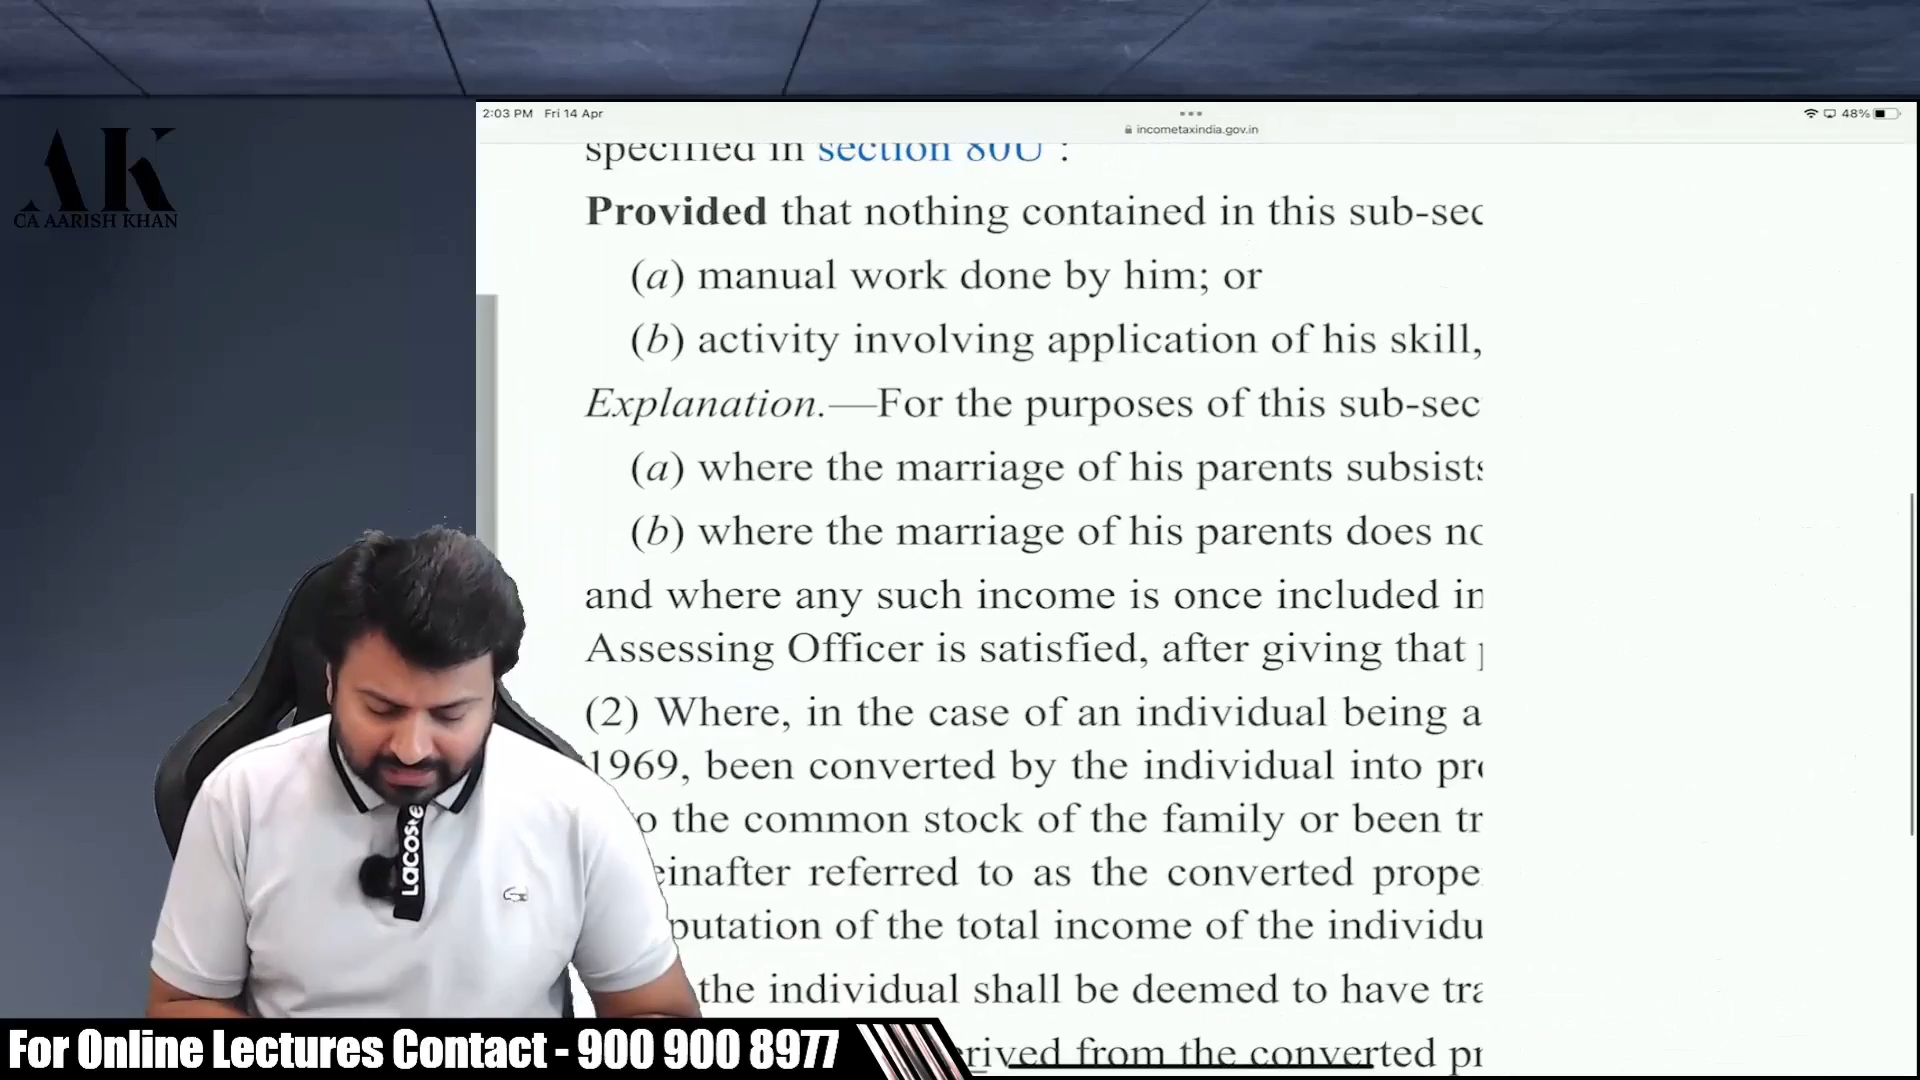 2:03 PM Fri 14 Apr
incometaxindia.gov.in
48%
AK
CA AARISH KHAN
specified in section 80U :
Provided that nothing contained in this sub-sec
(a) manual work done by him; or
(b) activity involving application of his skill,
Explanation.—For the purposes of this sub-sec
(a) where the marriage of his parents subsists
(b) where the marriage of his parents does no
and where any such income is once included in
Assessing Officer is satisfied, after giving that
(2) Where, in the case of an individual being a
1969, been converted by the individual into pro
o the common stock of the family or been tr
einafter referred to as the converted prope
putation of the total income of the individu
the individual shall be deemed to have tra
erived from the converted pr
LACOSTE
For Online Lectures Contact - 900 900 8977